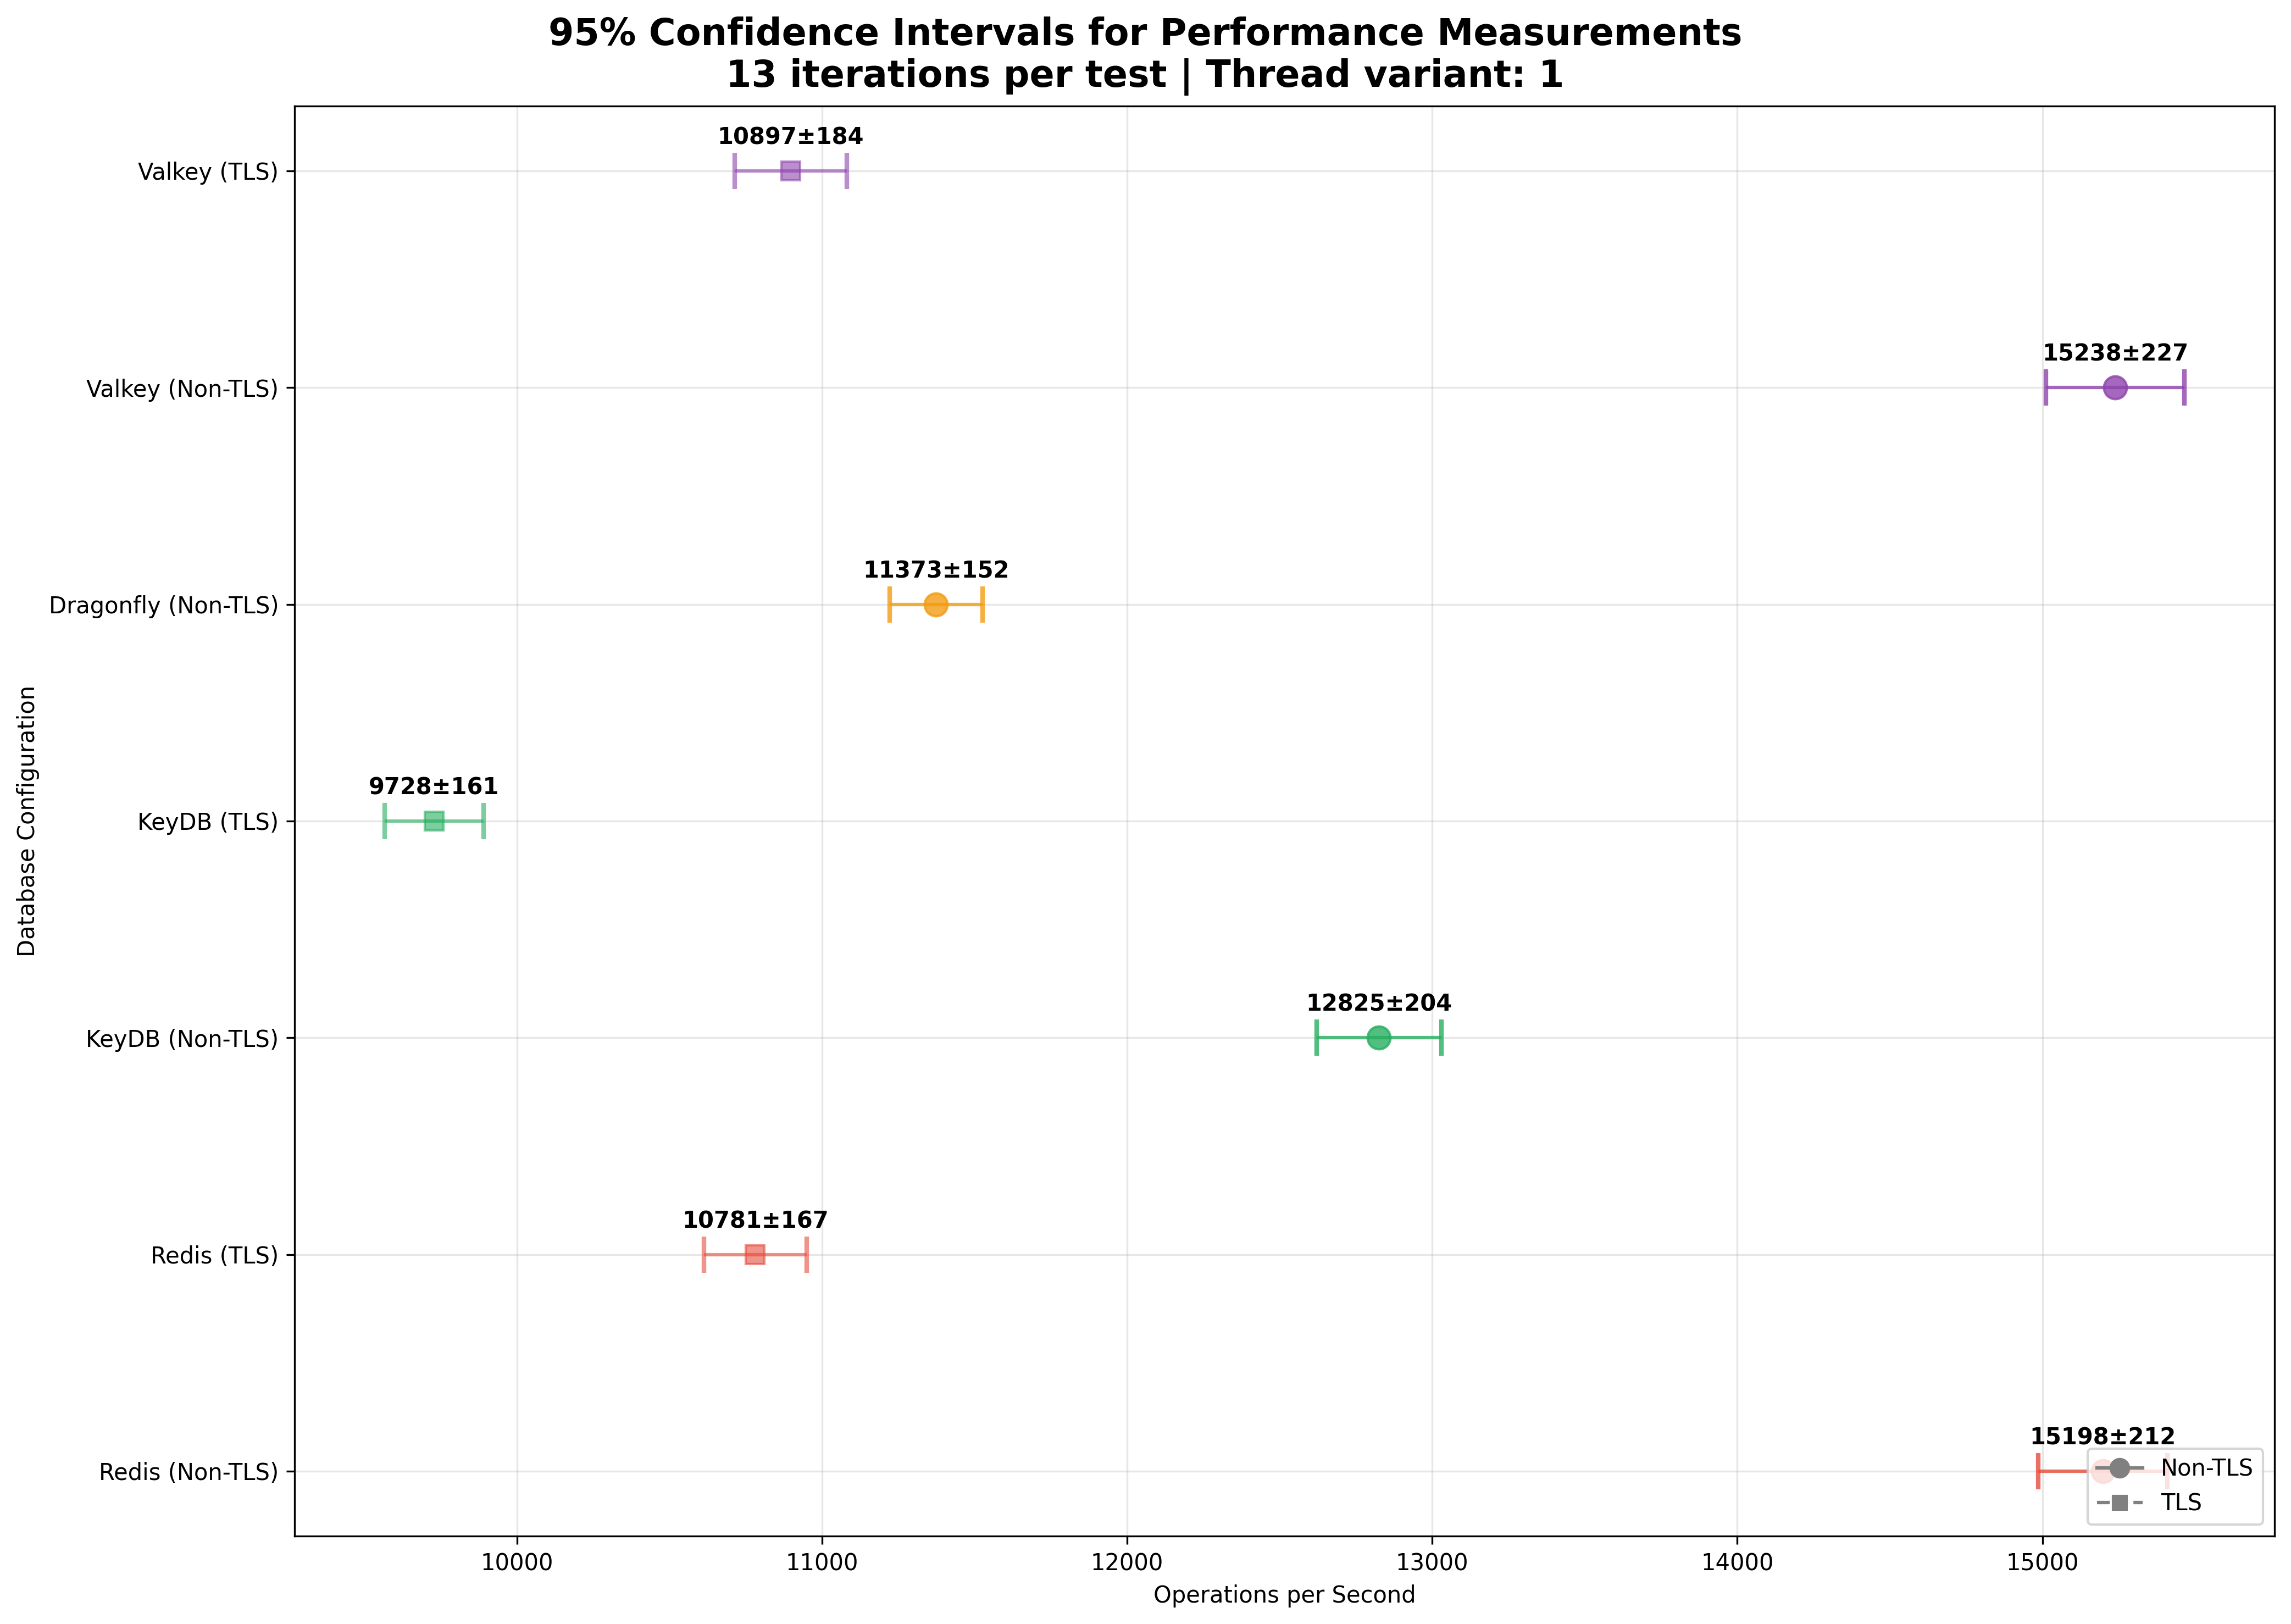 95% Confidence Intervals for Performance Measurements
13 iterations per test | Thread variant: 1
Valkey (TLS)
10897±184
Valkey (Non-TLS)
15238±227
Dragonfly (Non-TLS)
11373±152
KeyDB (TLS)
9728±161
KeyDB (Non-TLS)
12825±204
Redis (TLS)
10781±167
Redis (Non-TLS)
15198±212
Non-TLS
TLS
Database Configuration
10000
11000
12000
13000
14000
15000
Operations per Second